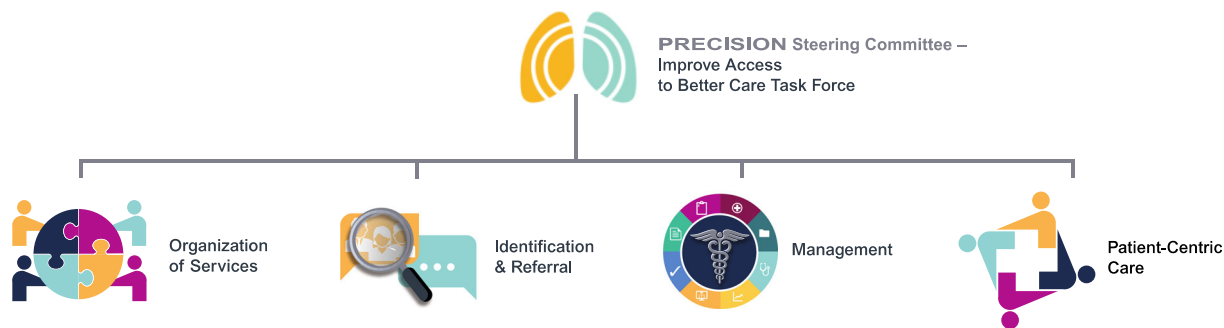 PRECISION Steering Committee –
Improve Access
to Better Care Task Force
Organization
of Services
Identification
& Referral
Management
Patient-Centric
Care